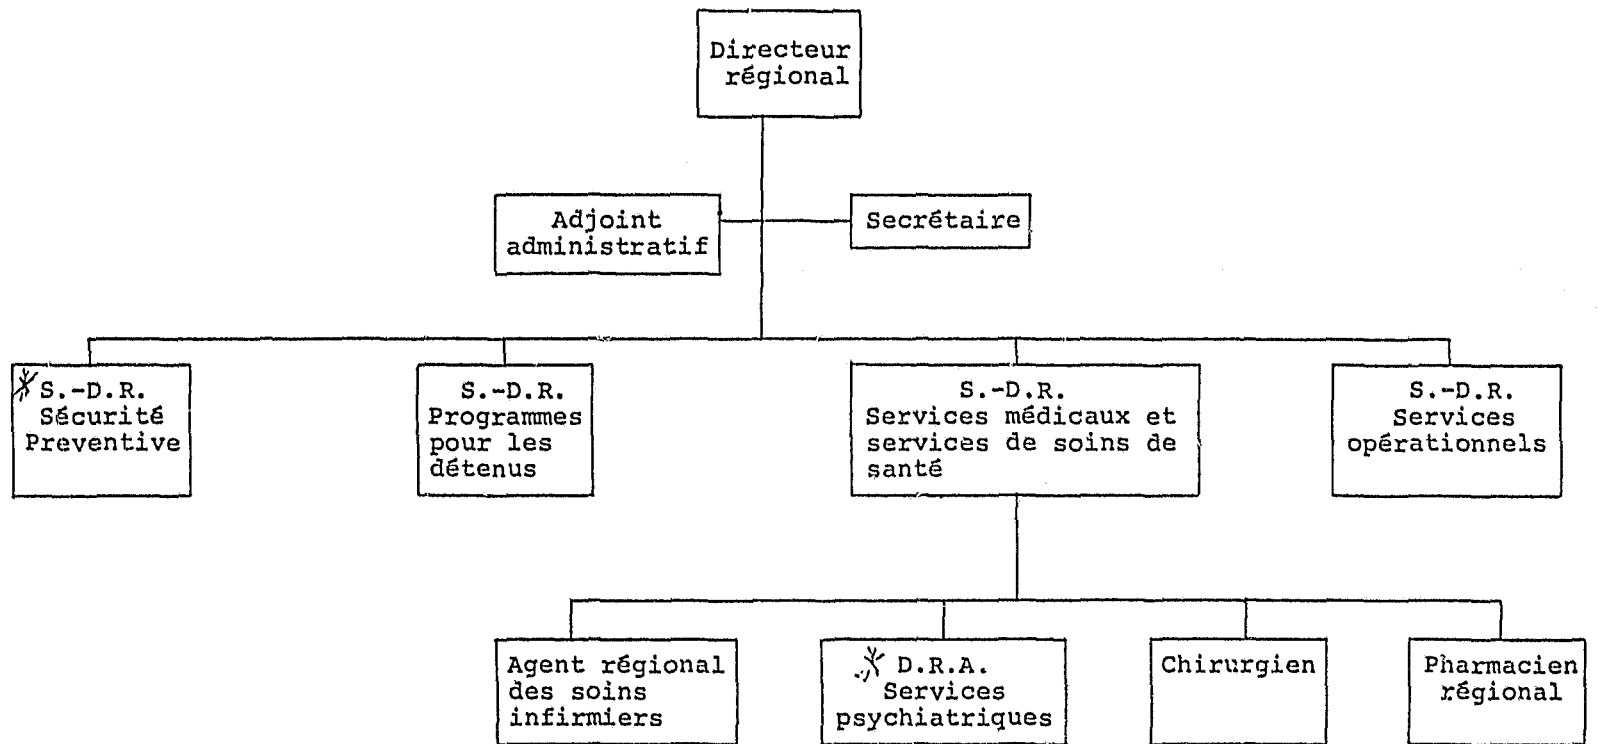 Directeur
régional
Adjoint
administratif
Secrétaire
S.-D.R.
Sécurité
Preventive
S.-D.R.
Programmes
pour les
détenus
S.-D.R.
Services médicaux et
services de soins de
santé
S.-D.R.
Services
opérationnels
Agent régional
des soins
infirmiers
D.R.A.
Services
psychiatriques
Chirurgien
Pharmacien
régional